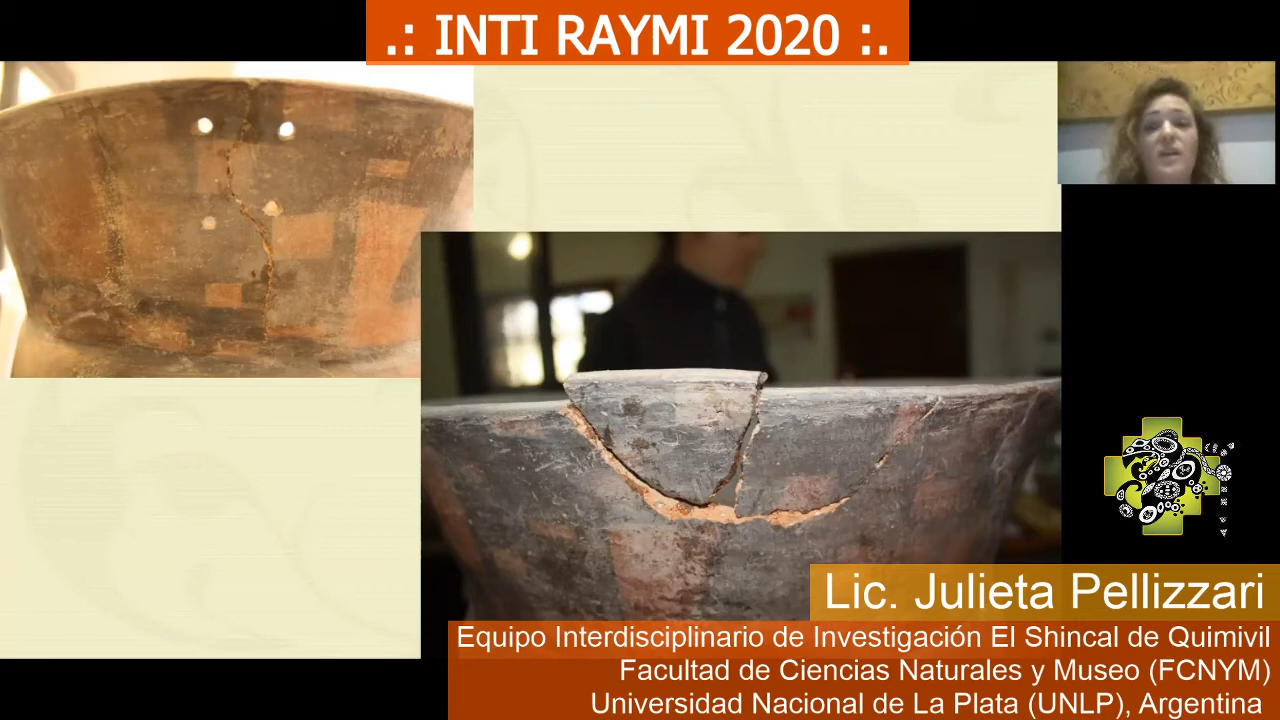 .: INTI RAYMI 2020 :.
Lic. Julieta Pellizzari
Equipo Interdisciplinario de Investigación El Shincal de Quimivil
Facultad de Ciencias Naturales y Museo (FCNYM)
Universidad Nacional de La Plata (UNLP), Argentina